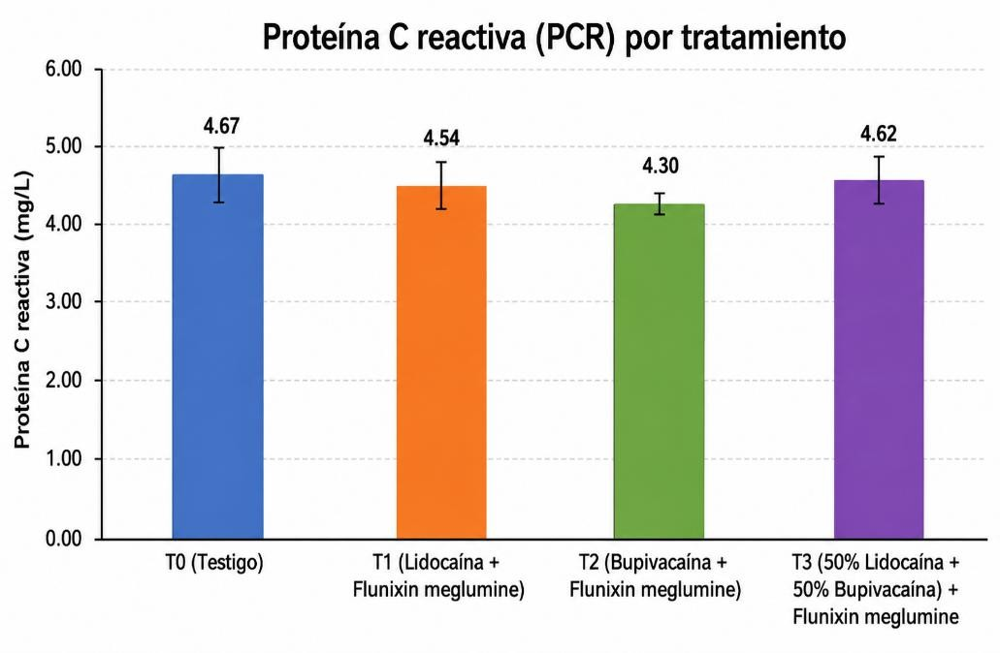 Proteína C reactiva (PCR) por tratamiento
Proteína C reactiva (mg/L)
6.00
5.00
4.00
3.00
2.00
1.00
0.00
4.67
4.54
4.30
4.62
T0 (Testigo)
T1 (Lidocaína +
Flunixin meglumine)
T2 (Bupivacaína +
Flunixin meglumine)
T3 (50% Lidocaína +
50% Bupivacaína) +
Flunixin meglumine